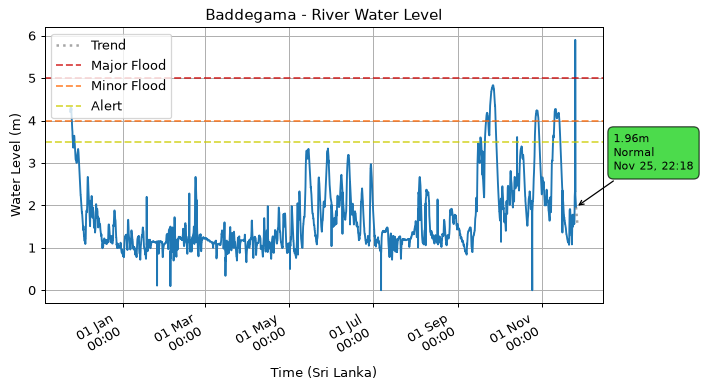 Baddegama - River Water Level
Trend
Major Flood
Minor Flood
Alert
Water Level (m)
6
5
4
3
2
1
0
1.96m
Normal
Nov 25, 22:18
01 Jan
00:00
01 Mar
00:00
01 May
00:00
01 Jul
00:00
01 Sep
00:00
01 Nov
00:00
Time (Sri Lanka)